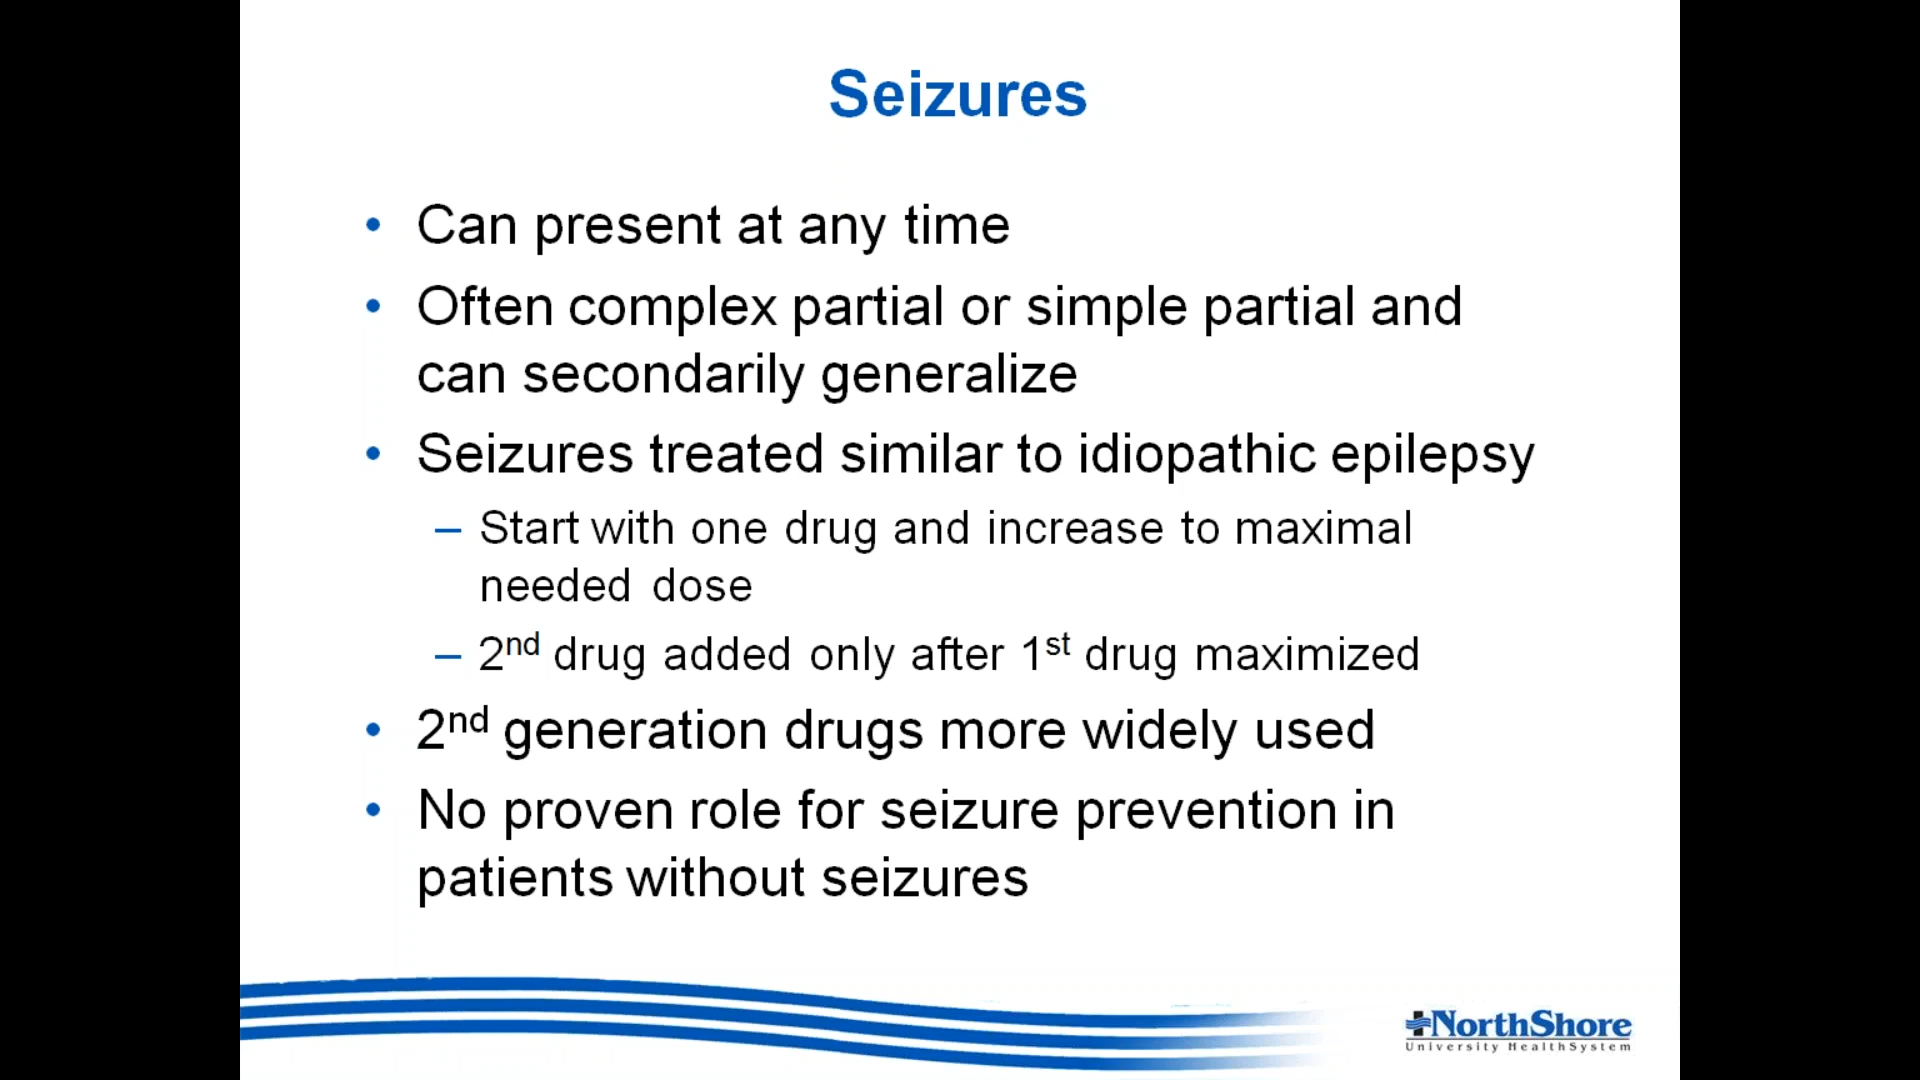 Seizures
• Can present at any time
• Often complex partial or simple partial and
can secondarily generalize
• Seizures treated similar to idiopathic epilepsy
– Start with one drug and increase to maximal
needed dose
– 2nd drug added only after 1st drug maximized
• 2nd generation drugs more widely used
• No proven role for seizure prevention in
patients without seizures
NorthShore
University HealthSystem